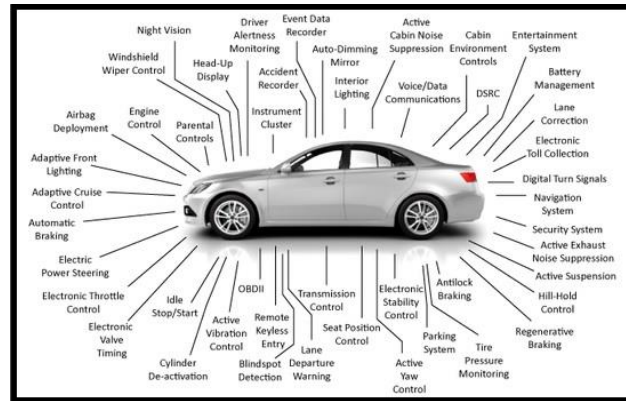 Night Vision
Driver
Alertness
Monitoring
Event Data
Recorder
Auto-Dimming
Mirror
Active
Cabin Noise
Suppression
Cabin
Environment
Controls
Entertainment
System
Windshield
Wiper Control
Head-Up
Display
Accident
Recorder
Interior
Lighting
Voice/Data
Communications
DSRC
Battery
Management
Airbag
Deployment
Engine
Control
Parental
Controls
Instrument
Cluster
Lane
Correction
Electronic
Toll Collection
Adaptive Front
Lighting
Digital Turn Signals
Adaptive Cruise
Control
Navigation
System
Automatic
Braking
Security System
Electric
Power Steering
Active Exhaust
Noise Suppression
Active Suspension
Electronic Throttle
Control
Idle
Stop/Start
OBDII
Transmission
Control
Electronic
Stability
Control
Antilock
Braking
Hill-Hold
Control
Electronic
Valve
Timing
Active
Vibration
Control
Remote
Keyless
Entry
Seat Position
Control
Parking
System
Tire
Pressure
Monitoring
Regenerative
Braking
Cylinder
De-activation
Blindspot
Detection
Lane
Departure
Warning
Active
Yaw
Control